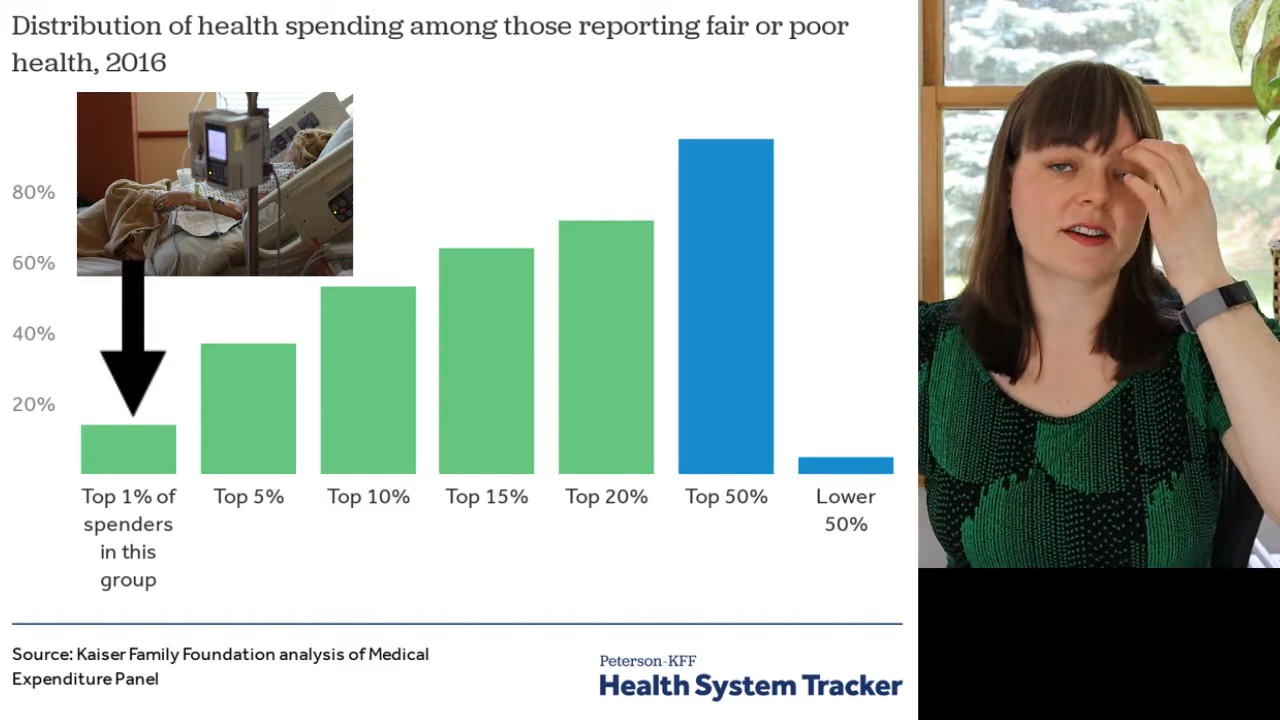 Distribution of health spending among those reporting fair or poor
health, 2016
80%
60%
40%
20%
Top 1% of
spenders
in this
group
Top 5%
Top 10%
Top 15%
Top 20%
Top 50%
Lower
50%
Source: Kaiser Family Foundation analysis of Medical
Expenditure Panel
Peterson-KFF
Health System Tracker